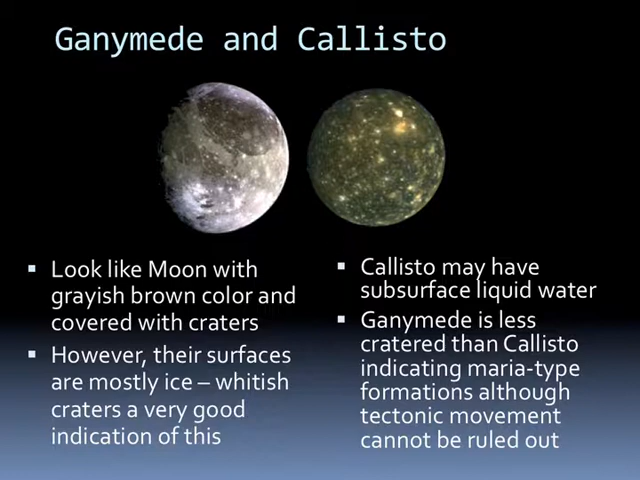 Ganymede and Callisto
▪ Look like Moon with
grayish brown color and
covered with craters
▪ However, their surfaces
are mostly ice – whitish
craters a very good
indication of this
▪ Callisto may have
subsurface liquid water
▪ Ganymede is less
cratered than Callisto
indicating maria-type
formations although
tectonic movement
cannot be ruled out